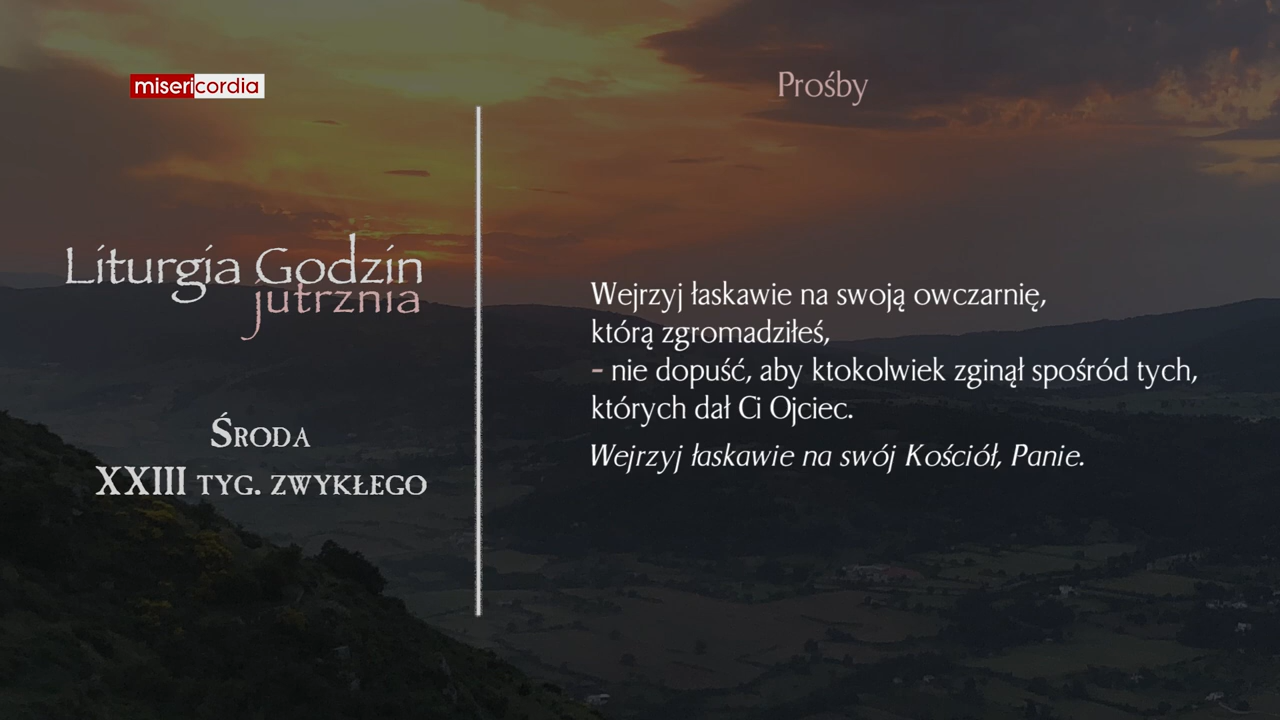 misericordia
Liturgia Godzin
jutrznia
Środa
XXIII tyg. zwykłego
Prośby
Wejrzyj łaskawie na swoją owczarnię,
którą zgromadziłeś,
- nie dopuść, aby ktokolwiek zginął spośród tych,
których dał Ci Ojciec.
Wejrzyj łaskawie na swój Kościół, Panie.